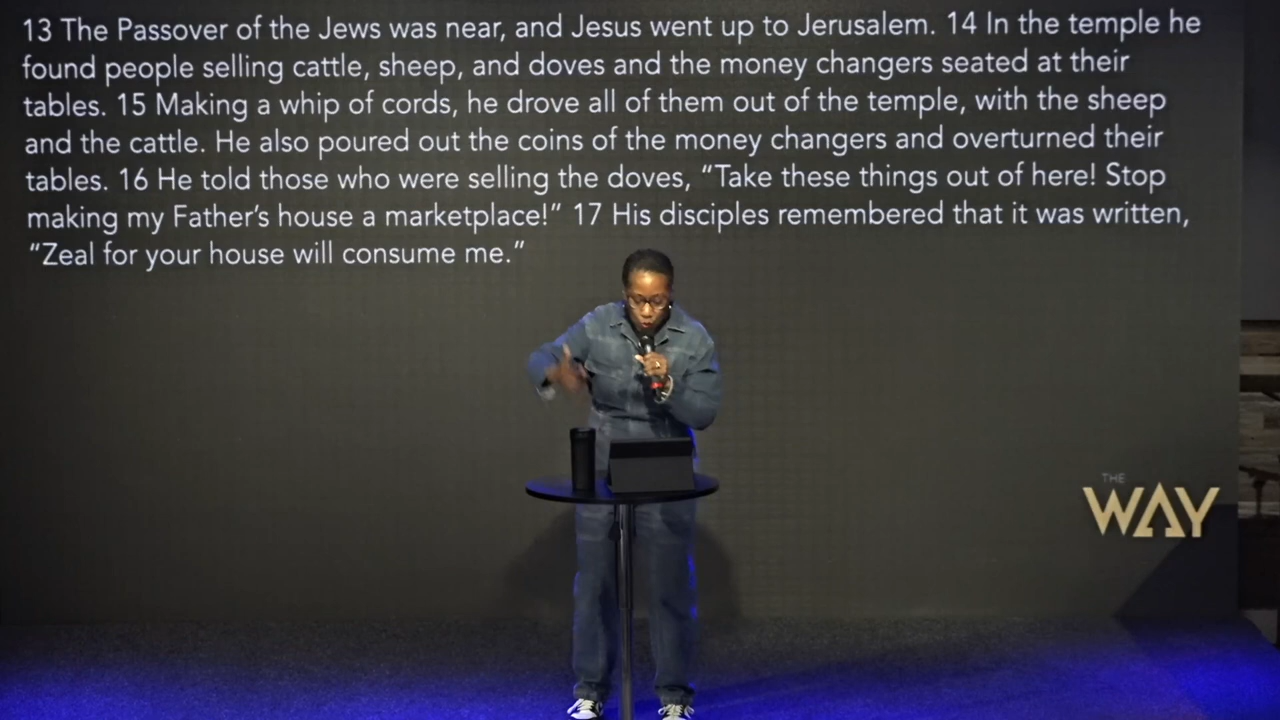 13 The Passover of the Jews was near, and Jesus went up to Jerusalem. 14 In the temple he
found people selling cattle, sheep, and doves and the money changers seated at their
tables. 15 Making a whip of cords, he drove all of them out of the temple, with the sheep
and the cattle. He also poured out the coins of the money changers and overturned their
tables. 16 He told those who were selling the doves, “Take these things out of here! Stop
making my Father’s house a marketplace!” 17 His disciples remembered that it was written,
“Zeal for your house will consume me.”
THE
WAY